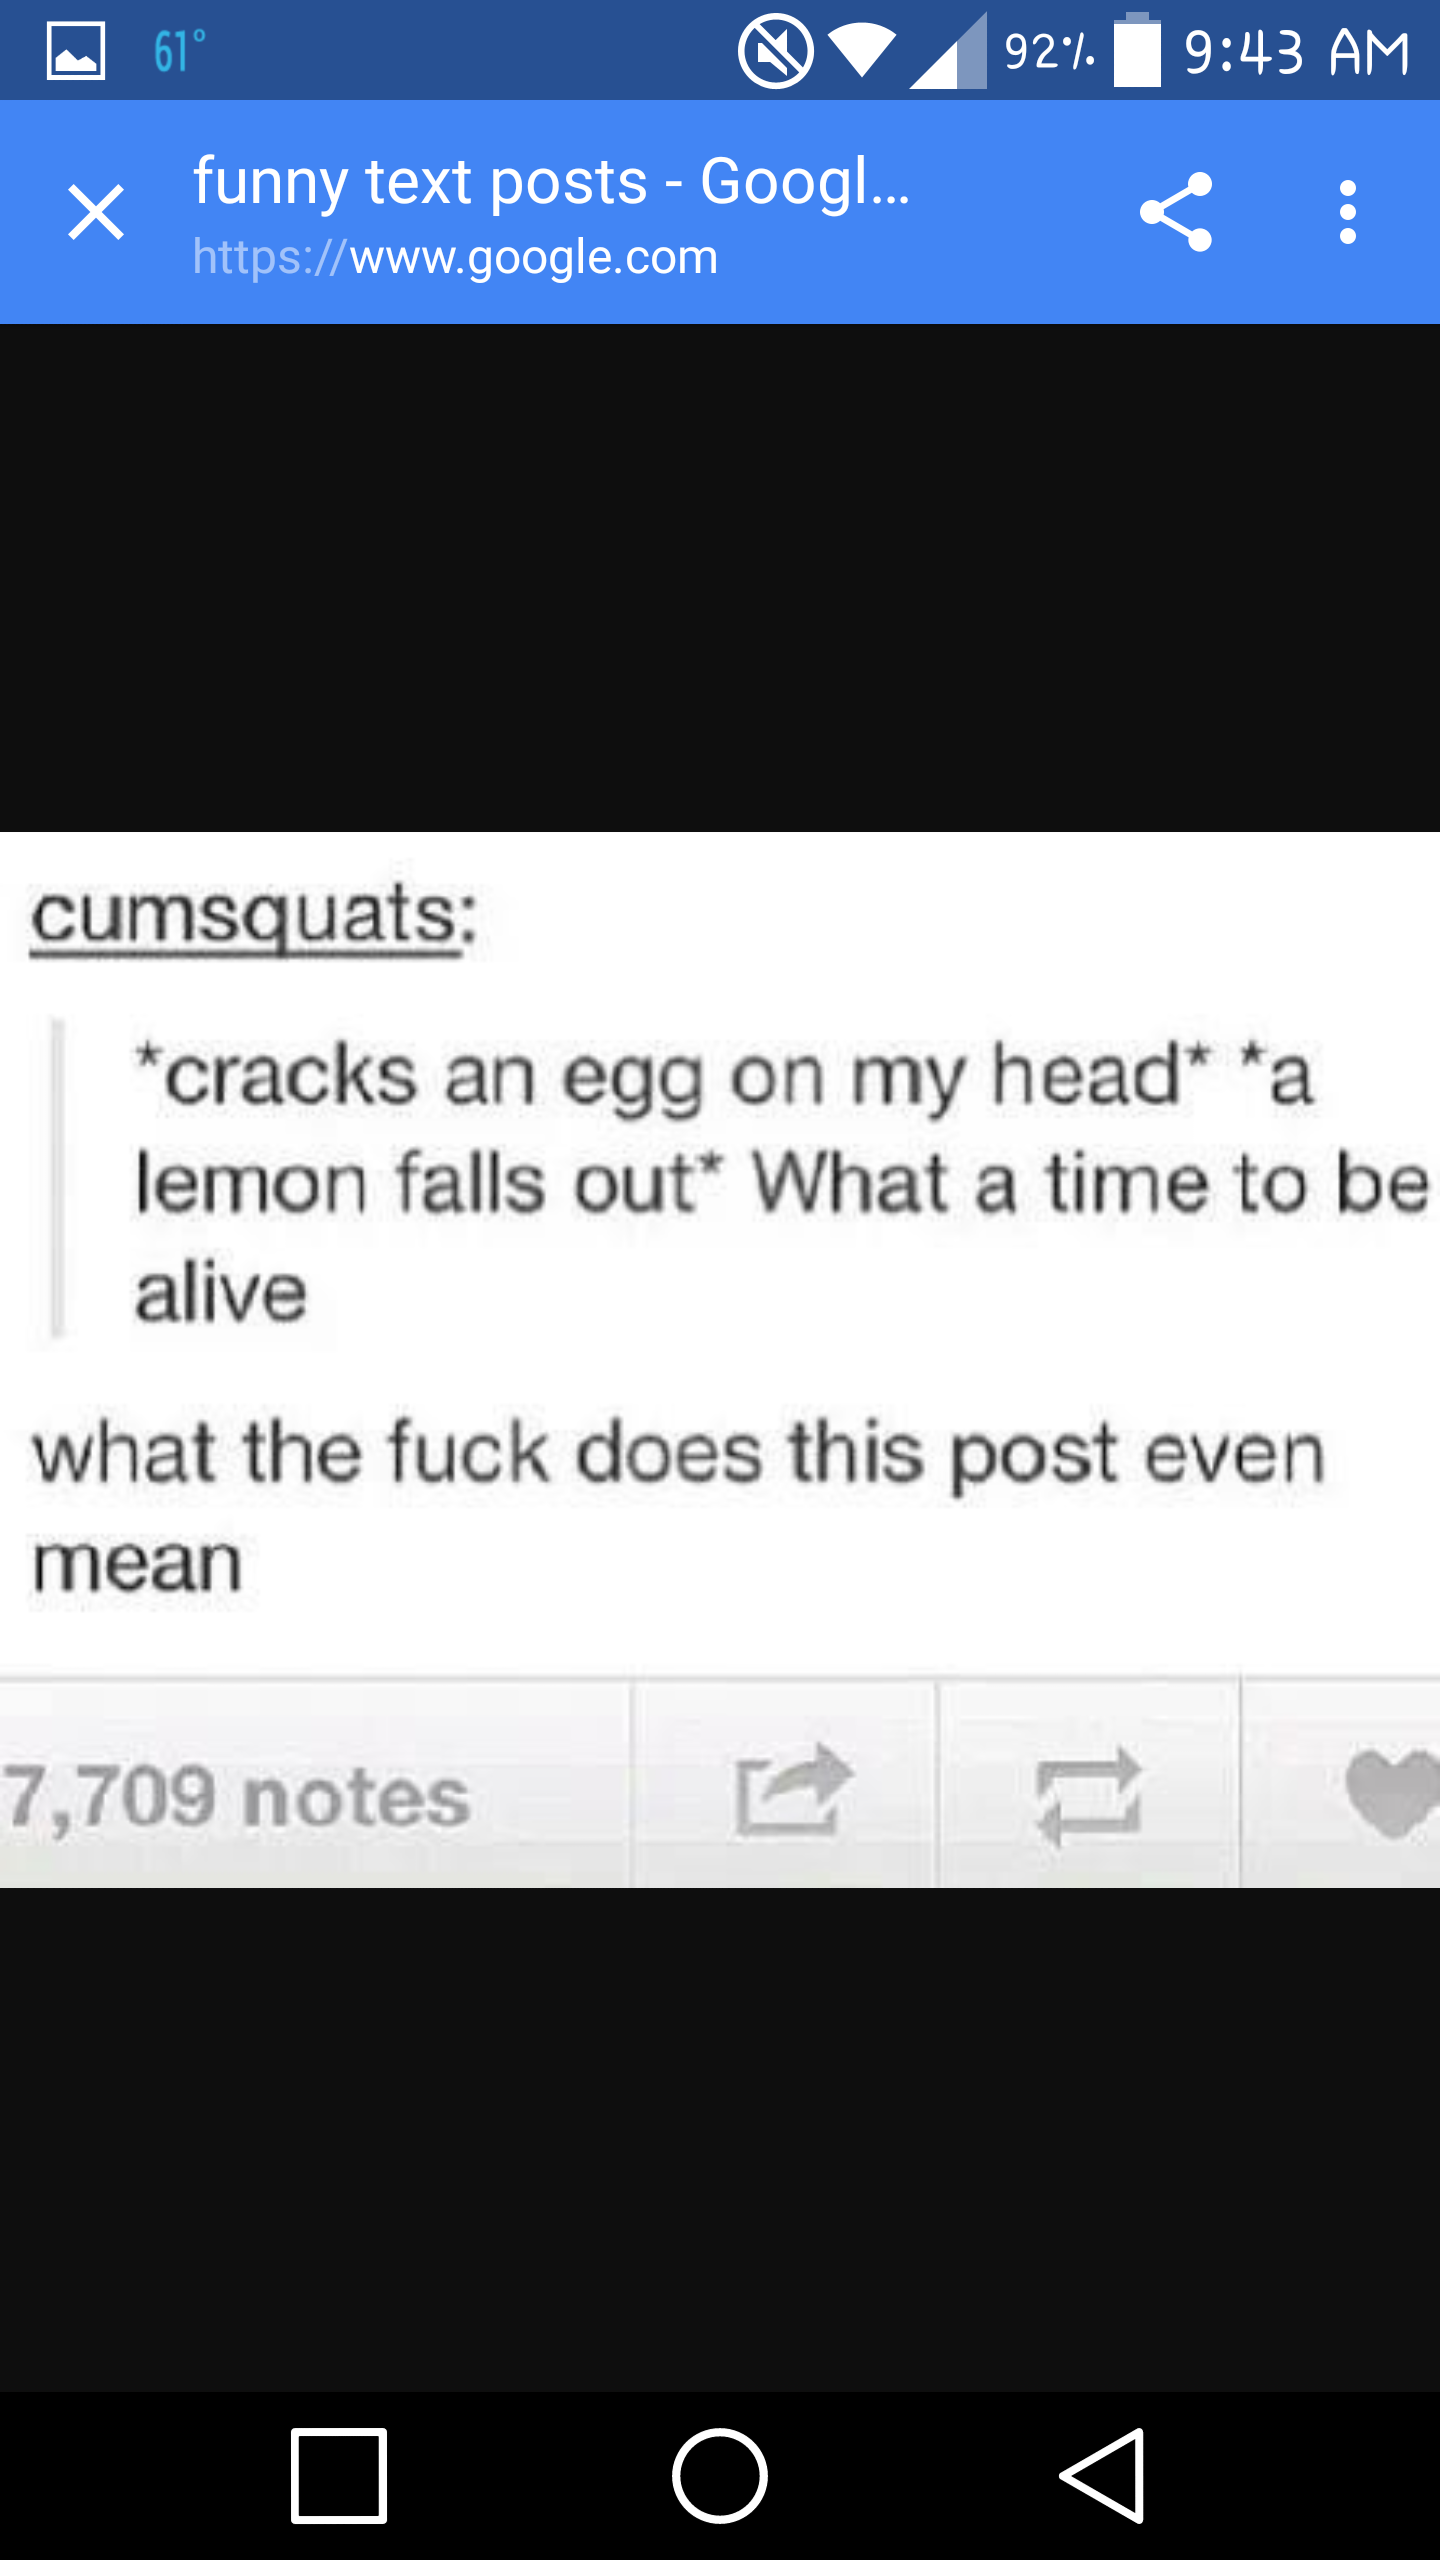 61°
92% 9:43 AM
funny text posts - Googl...
https://www.google.com
cumsquats:
*cracks an egg on my head* *a
lemon falls out* What a time to be
alive
what the fuck does this post even
mean
7,709 notes